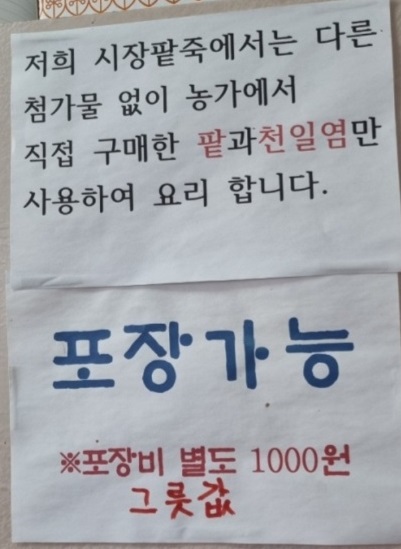 저희 시장팥죽에서는 다른
첨가물 없이 농가에서
직접 구매한 팥과천일염만
사용하여 요리 합니다.
포장가능
※포장비 별도 1000원
그릇값